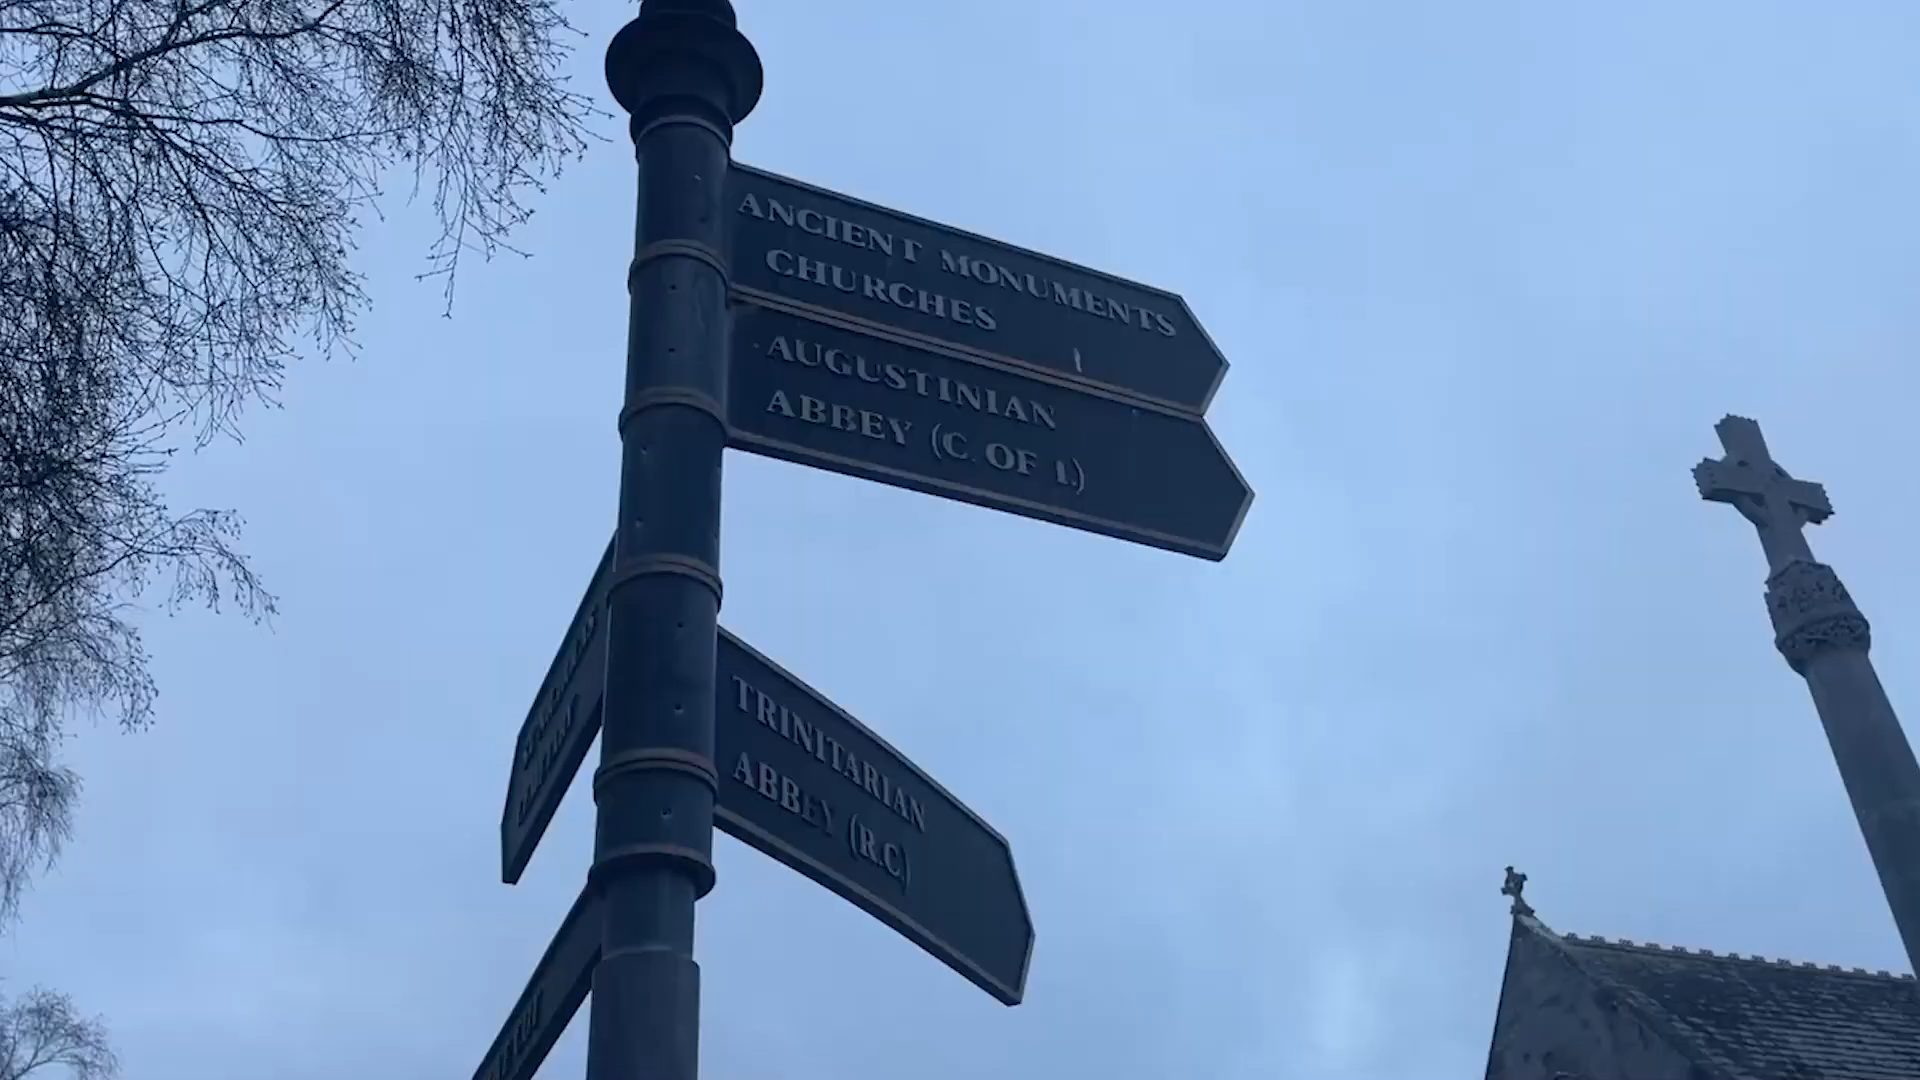 ANCIENT MONUMENTS
CHURCHES
AUGUSTINIAN
ABBEY (C. OF I.)
TRINITARIAN
ABBEY (R.C.)